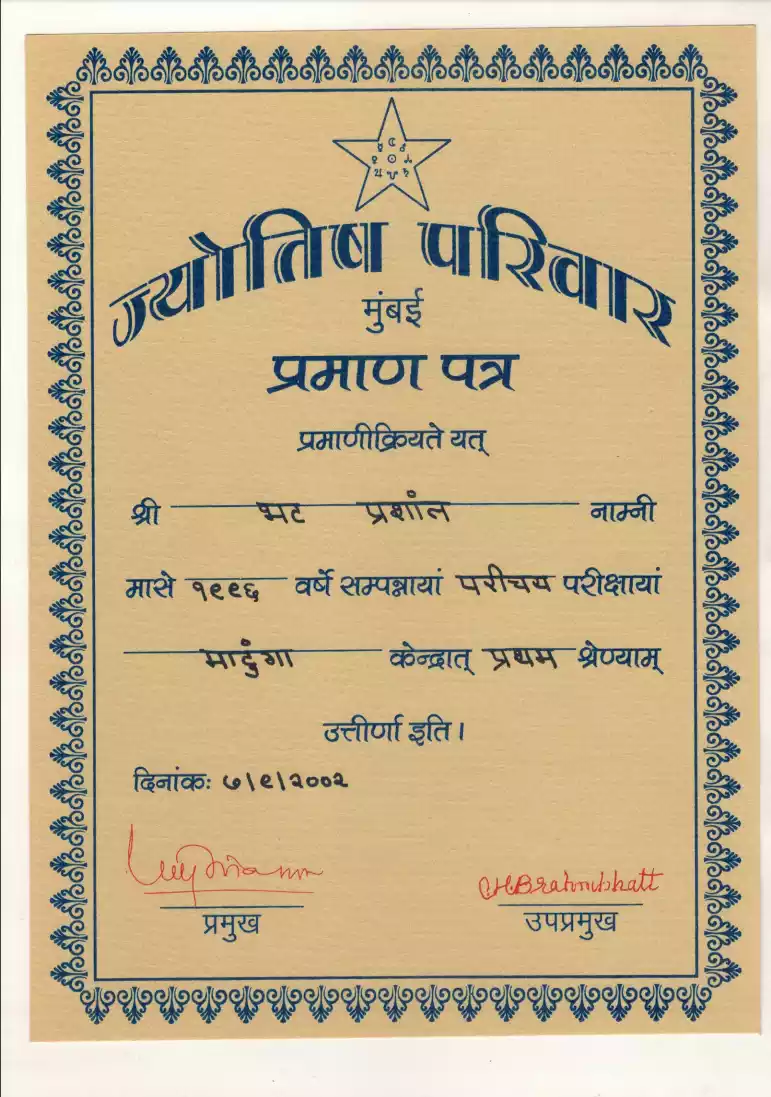 ज्योतिष परिवार
मुंबई
प्रमाण पत्र
प्रमाणीक्रियते यत्
श्री भट प्रशांत नाम्नी
मासे १९९६ वर्षे सम्पन्नायां परीचय परीक्षायां
माटुंगा केन्द्रात् प्रथम श्रेण्याम्
उत्तीर्णा इति।
दिनांकः ७/९/२००२
C.H.Brahmbhatt
प्रमुख उपप्रमुख